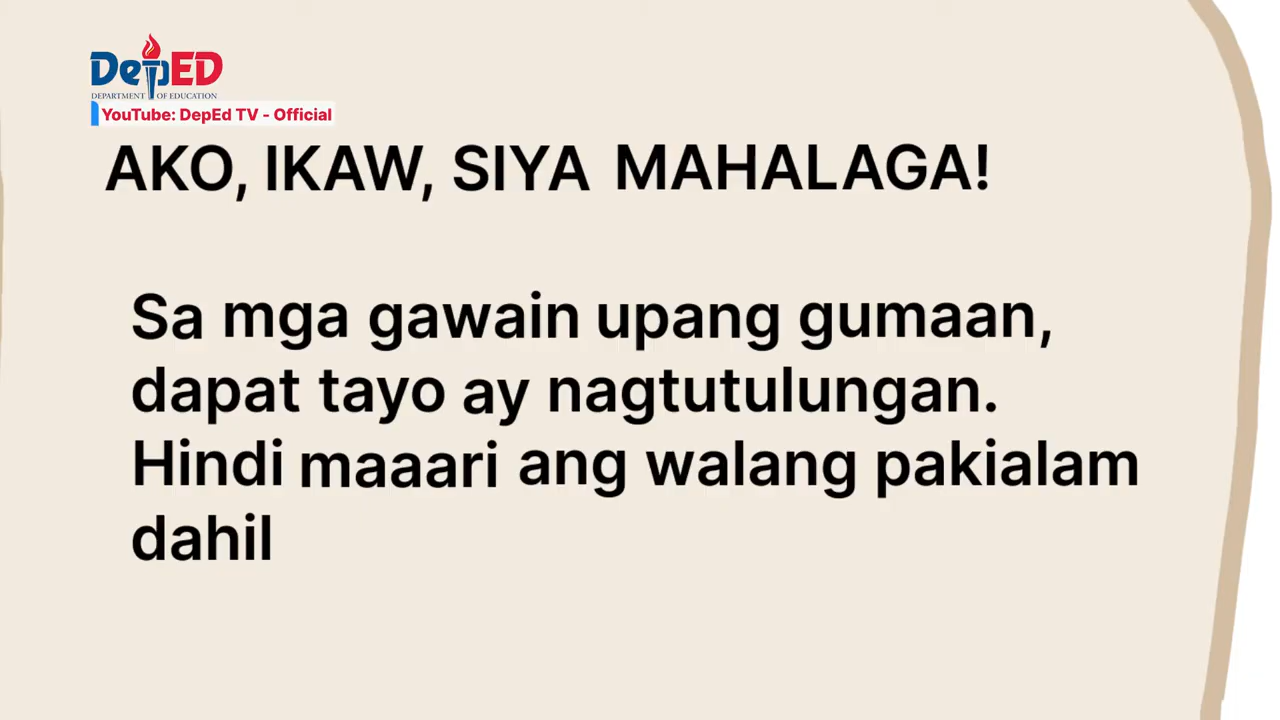 DepED
DEPARTMENT OF EDUCATION
YouTube: DepEd TV - Official
AKO, IKAW, SIYA MAHALAGA!
Sa mga gawain upang gumaan,
dapat tayo ay nagtutulungan.
Hindi maaari ang walang pakialam
dahil